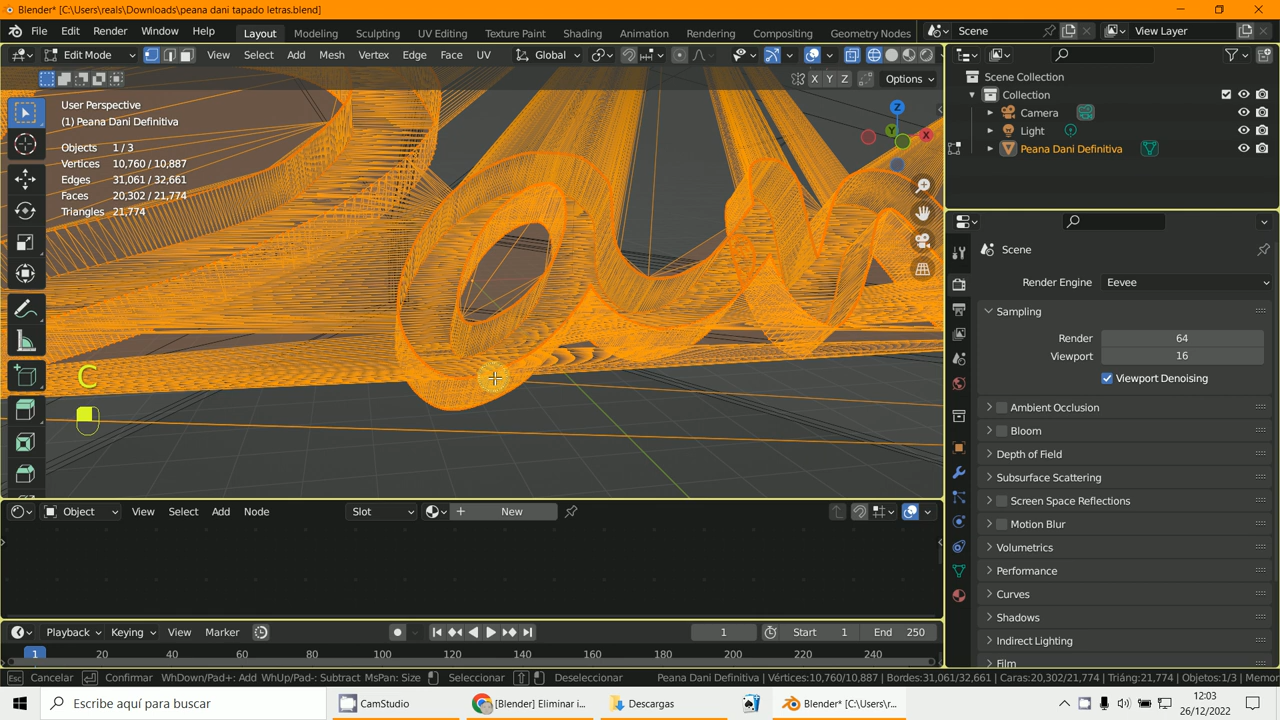 Blender* [C:\Users\reals\Downloads\peana dani tapado letras.blend]
File Edit Render Window Help Layout Modeling Sculpting UV Editing Texture Paint Shading Animation Rendering Compositing Geometry Nodes Scene View Layer
Edit Mode View Select Add Mesh Vertex Edge Face UV Global
X Y Z Options
User Perspective
(1) Peana Dani Definitiva
Objects 1 / 3
Vertices 10,760 / 10,887
Edges 31,061 / 32,661
Faces 20,302 / 21,774
Triangles 21,774
Z
Y
X
C
Scene Collection
Collection
Camera
Light
Peana Dani Definitiva
Scene
Render Engine Eevee
Sampling
Render 64
Viewport 16
Viewport Denoising
Ambient Occlusion
Bloom
Depth of Field
Subsurface Scattering
Screen Space Reflections
Motion Blur
Volumetrics
Performance
Curves
Shadows
Indirect Lighting
Film
Object View Select Add Node Slot New
Playback Keying View Marker 1 Start 1 End 250
1 20 40 60 80 100 120 140 160 180 200 220 240
Esc Cancelar Confirmar WhDown/Pad+: Add WhUp/Pad-: Subtract MsPan: Size Seleccionar Deseleccionar Peana Dani Definitiva | Vértices:10,760/10,887 | Bordes:31,061/32,661 | Caras:20,302/21,774 | Triáng:21,774 | Objetos:1/3 | Memor
Escribe aquí para buscar CamStudio [Blender] Eliminar i... Descargas Blender* [C:\Users\r... 12:03
26/12/2022